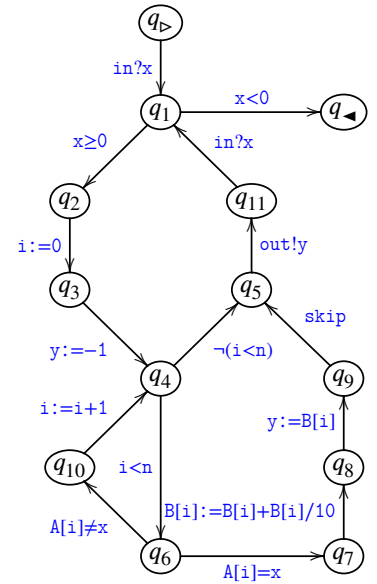 q▷
in?x
q1 x<0 q◀
x≥0 in?x
q2 q11
i:=0 out!y
q3 q5
skip
y:=−1 ¬(i<n)
q4 q9
i:=i+1 y:=B[i]
q10 i<n q8
B[i]:=B[i]+B[i]/10
A[i]≠x
q6 A[i]=x q7